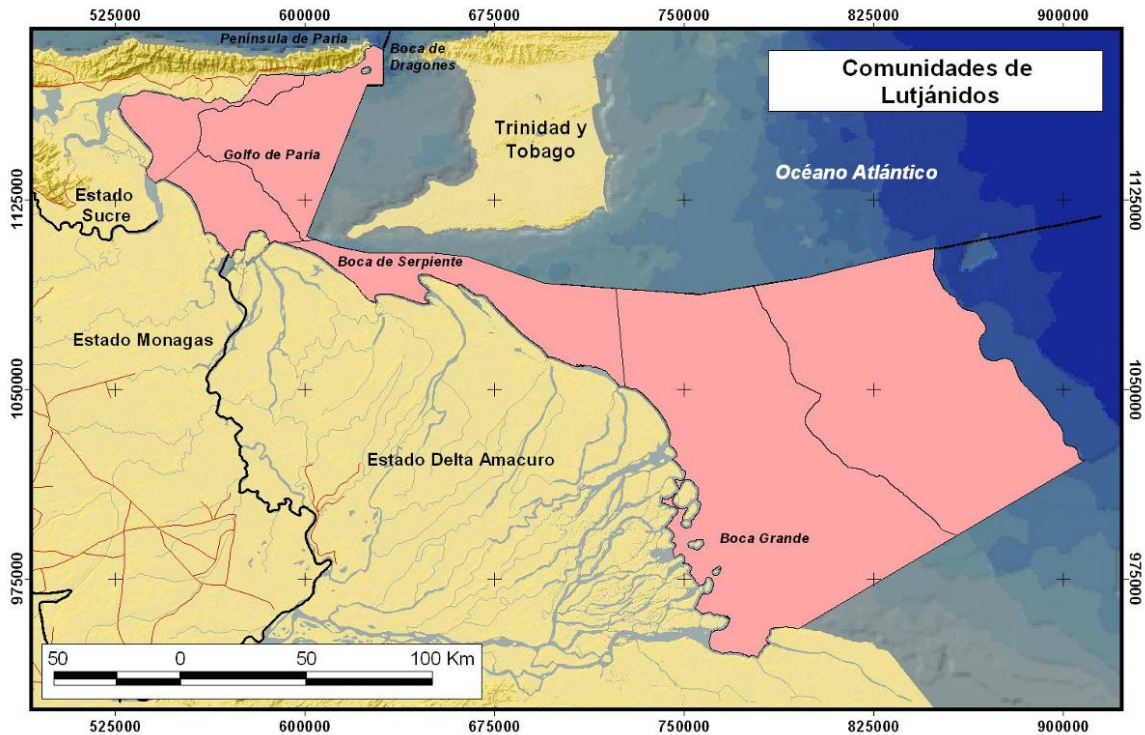 525000 600000 675000 750000 825000 900000
Península de Paria
Boca de
Dragones
Comunidades de
Lutjánidos
Trinidad y
Tobago
Golfo de Paria
Océano Atlántico
Estado
Sucre
1125000
1125000
Boca de Serpiente
Estado Monagas
1050000
1050000
Estado Delta Amacuro
Boca Grande
975000
975000
50 0 50 100 Km
525000 600000 675000 750000 825000 900000